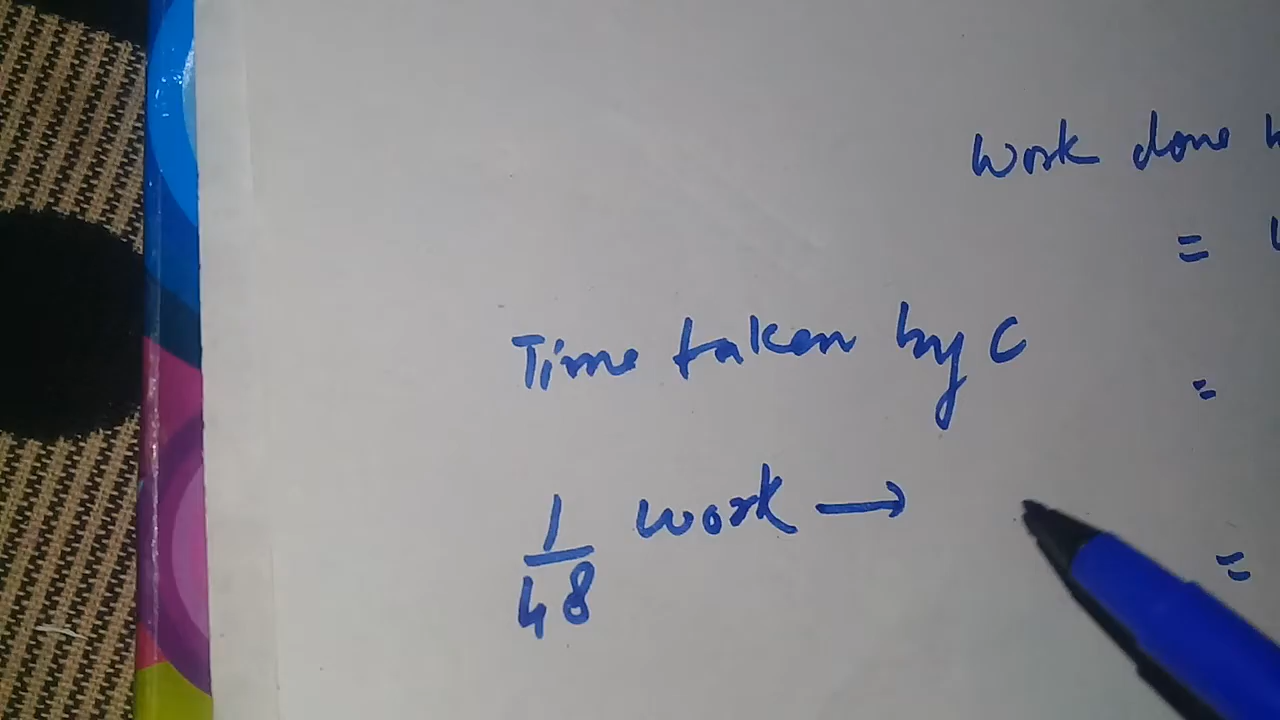 Work done
=
Time taken by C
=
1/48 work →
=